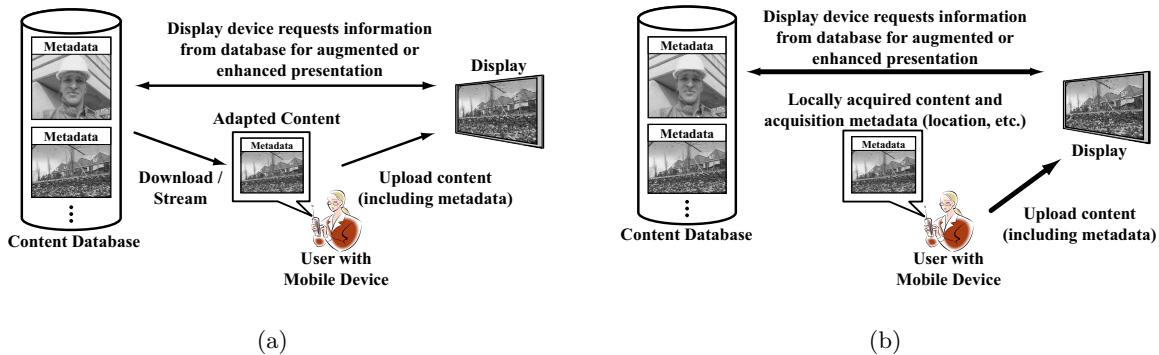 Metadata
Metadata
Content Database
Display device requests information
from database for augmented or
enhanced presentation
Display
Adapted Content
Metadata
Download /
Stream
Upload content
(including metadata)
User with
Mobile Device
(a)
Metadata
Metadata
Content Database
Display device requests information
from database for augmented or
enhanced presentation
Locally acquired content and
acquisition metadata (location, etc.)
Metadata
Display
Upload content
(including metadata)
User with
Mobile Device
(b)